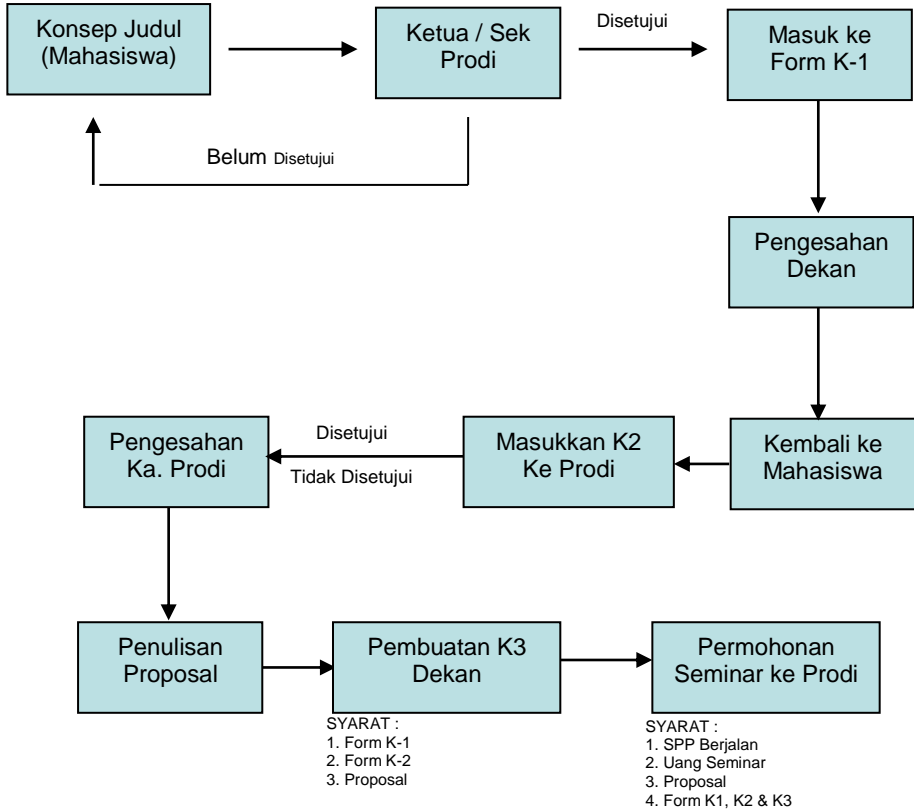 Konsep Judul
(Mahasiswa)
Ketua / Sek
Prodi
Disetujui
Masuk ke
Form K-1
Belum Disetujui
Pengesahan
Dekan
Pengesahan
Ka. Prodi
Disetujui
Tidak Disetujui
Masukkan K2
Ke Prodi
Kembali ke
Mahasiswa
Penulisan
Proposal
Pembuatan K3
Dekan
Permohonan
Seminar ke Prodi
SYARAT :
1. Form K-1
2. Form K-2
3. Proposal
SYARAT :
1. SPP Berjalan
2. Uang Seminar
3. Proposal
4. Form K1, K2 & K3